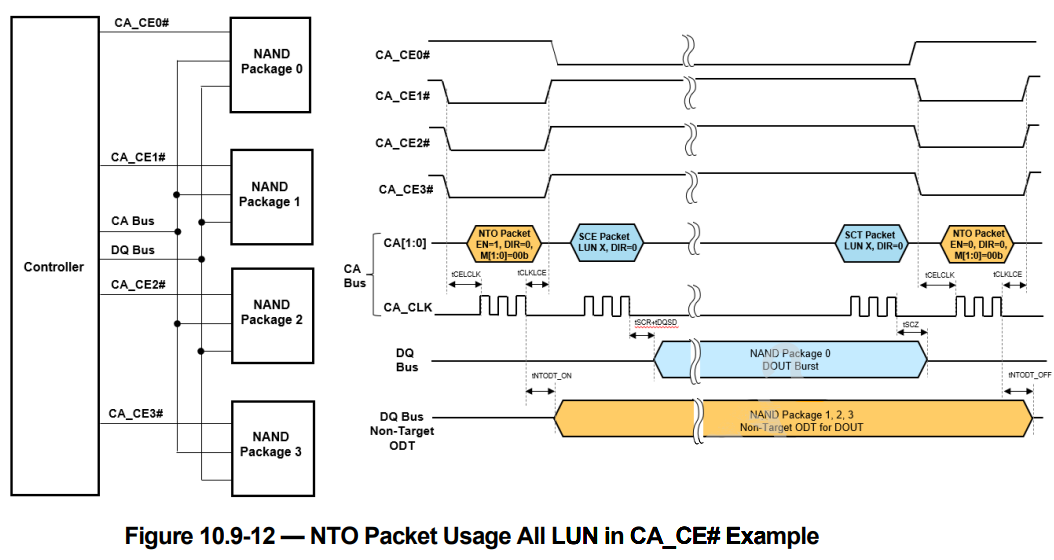 CA_CE0#
NAND
Package 0
CA_CE1#
NAND
Package 1
CA Bus
DQ Bus
Controller
CA_CE2#
NAND
Package 2
CA_CE3#
NAND
Package 3
CA_CE0#
CA_CE1#
CA_CE2#
CA_CE3#
CA[1:0]
NTO Packet
EN=1, DIR=0,
M[1:0]=00b
SCE Packet
LUN X, DIR=0
SCT Packet
LUN X, DIR=0
NTO Packet
EN=0, DIR=0,
M[1:0]=00b
CA
Bus
tCELCLK
tCLKLCE
tCELCLK
tCLKLCE
CA_CLK
tSCR+tDQSD
tSCZ
DQ
Bus
NAND Package 0
DOUT Burst
tNTODT_ON
tNTODT_OFF
DQ Bus
Non-Target
ODT
NAND Package 1, 2, 3
Non-Target ODT for DOUT
Figure 10.9-12 — NTO Packet Usage All LUN in CA_CE# Example